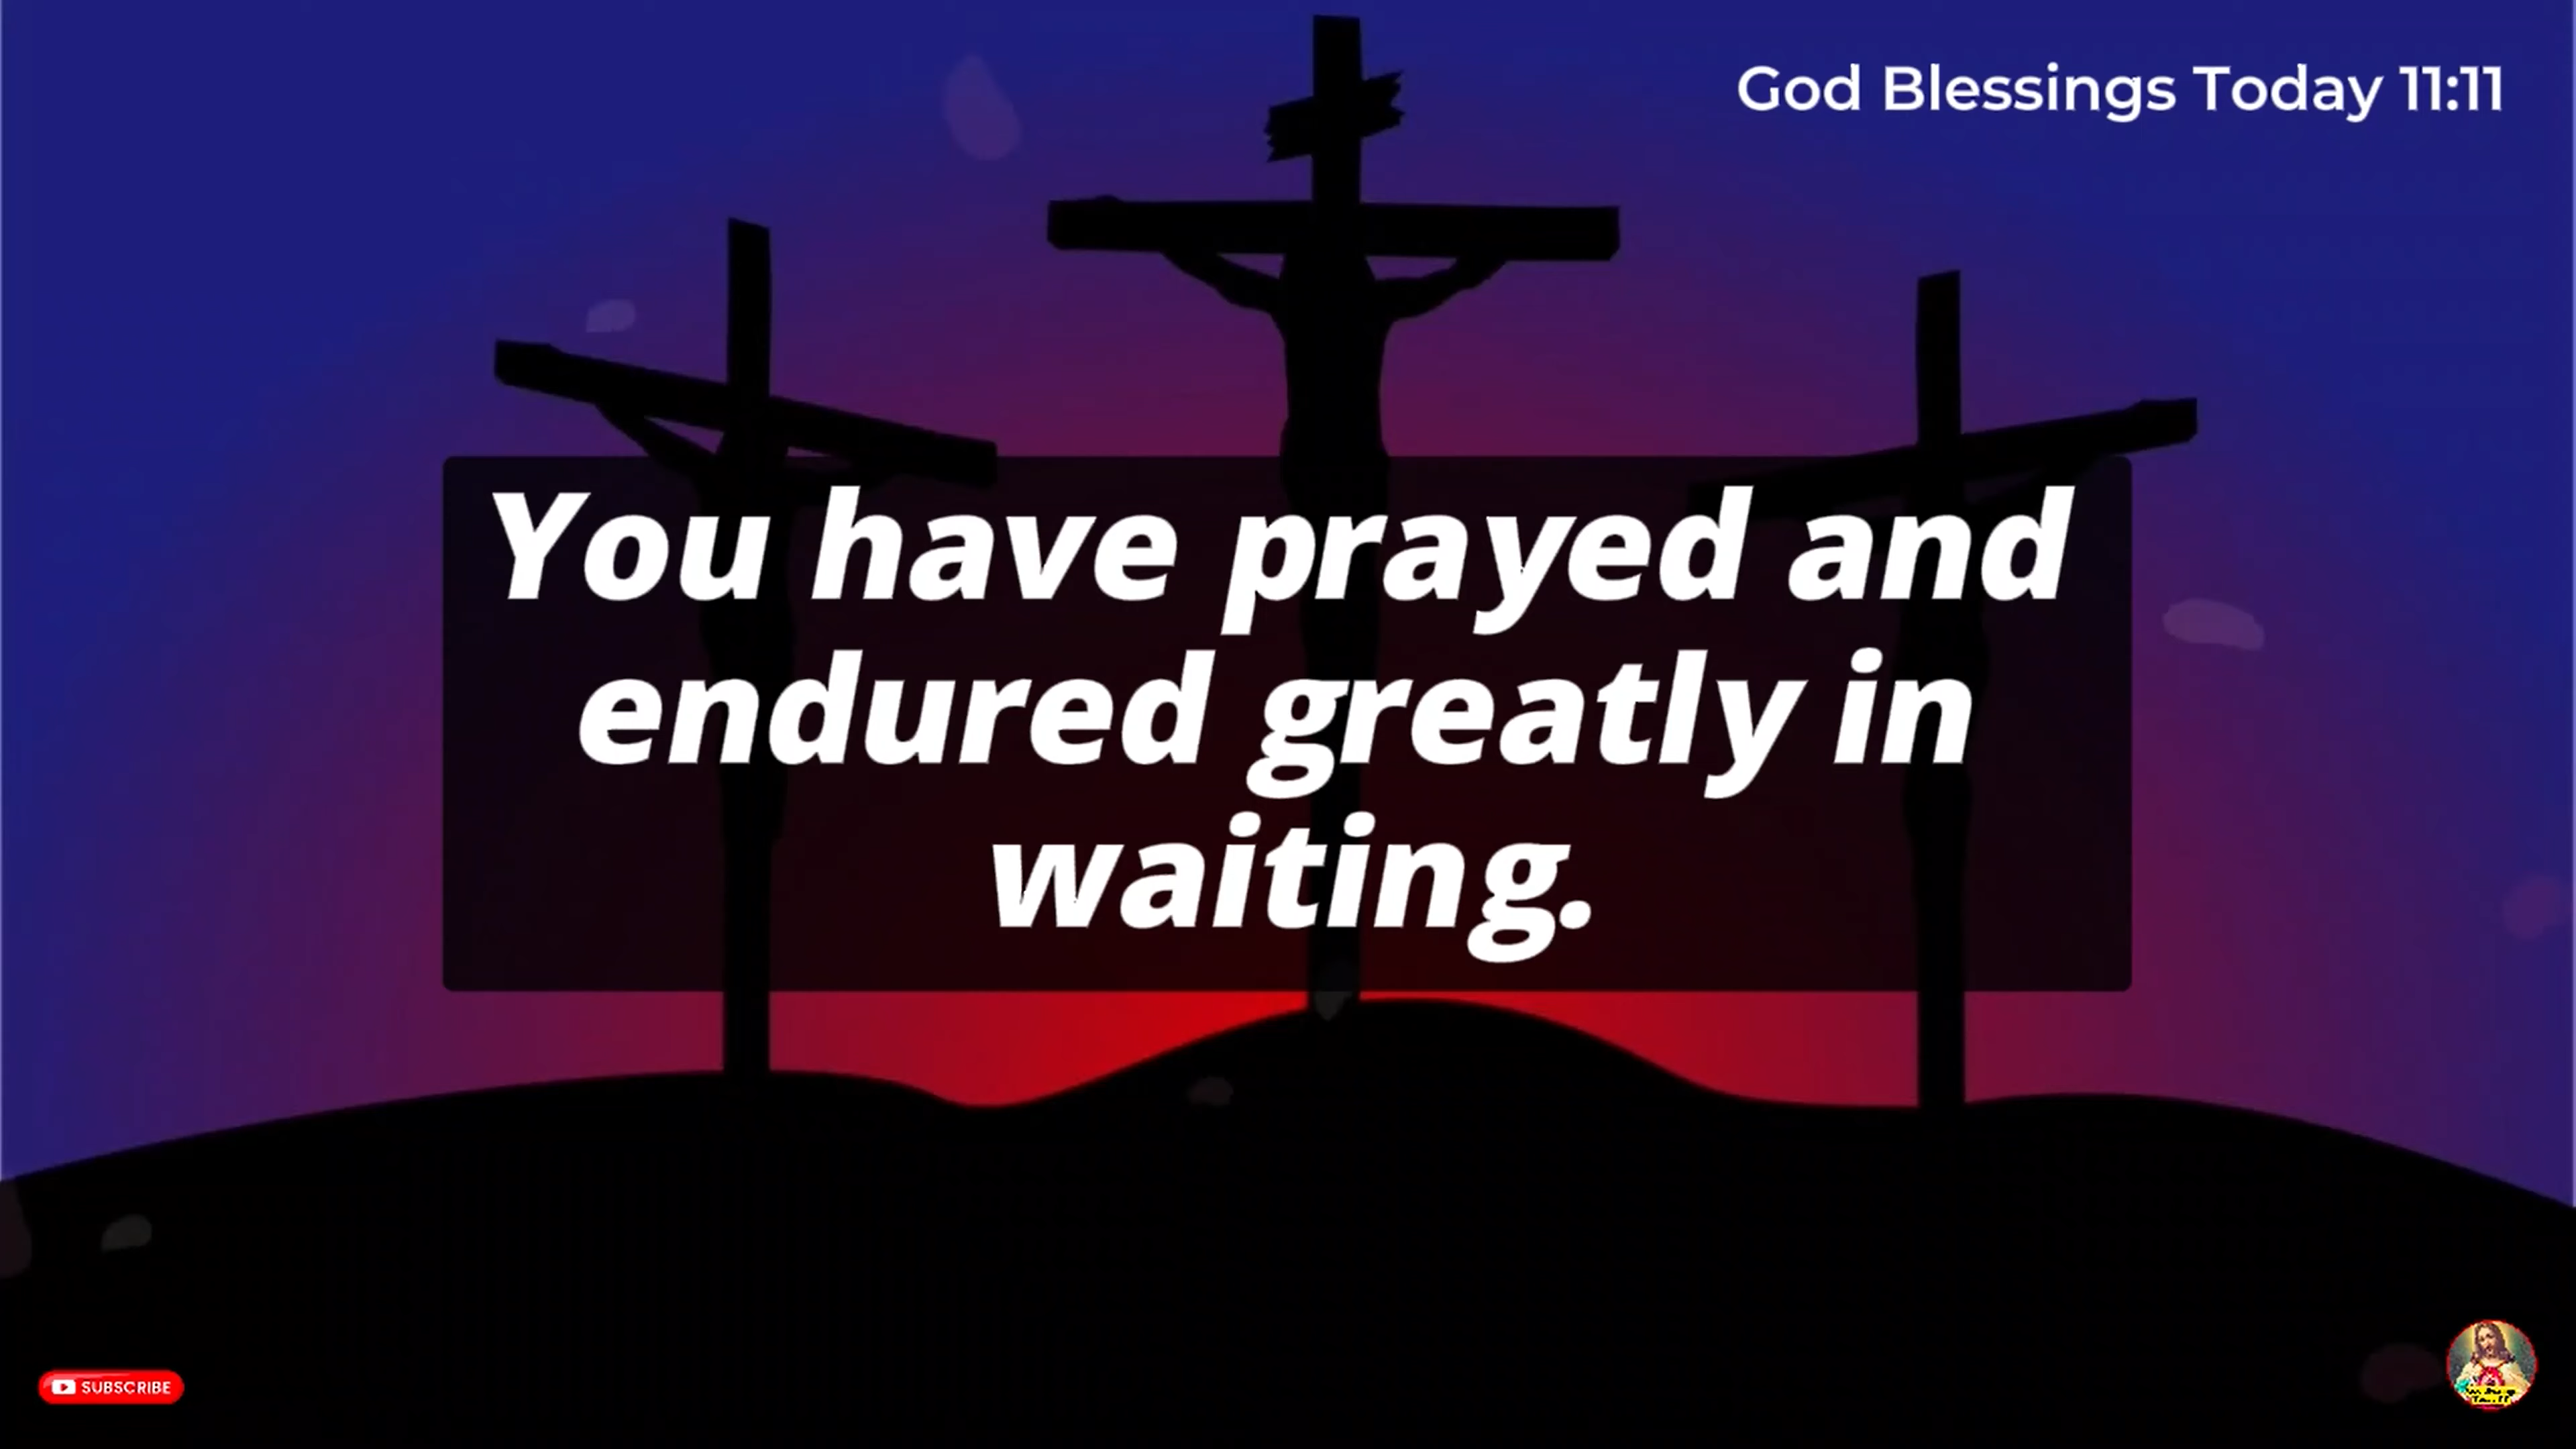 God Blessings Today 11:11
You have prayed and
endured greatly in
waiting.
SUBSCRIBE